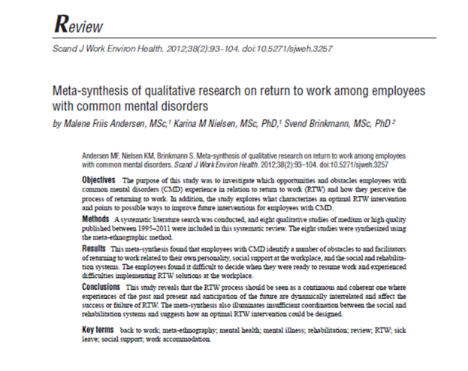 Review
Scand J Work Environ Health. 2012;38(2):93–104. doi:10.5271/sjweh.3257
Meta-synthesis of qualitative research on return to work among employees
with common mental disorders
by Malene Friis Andersen, MSc,1 Karina M Nielsen, MSc, PhD,1 Svend Brinkmann, MSc, PhD 2
Andersen MF, Nielsen KM, Brinkmann S. Meta-synthesis of qualitative research on return to work among employees
with common mental disorders. Scand J Work Environ Health. 2012;38(2):93–104. doi:10.5271/sjweh.3257
Objectives The purpose of this study was to investigate which opportunities and obstacles employees with
common mental disorders (CMD) experience in relation to return to work (RTW) and how they perceive the
process of returning to work. In addition, the study explores what characterizes an optimal RTW intervention
and points to possible ways to improve future interventions for employees with CMD.
Methods A systematic literature search was conducted, and eight qualitative studies of medium or high quality
published between 1995–2011 were included in this systematic review. The eight studies were synthesized using
the meta-ethnographic method.
Results This meta-synthesis found that employees with CMD identify a number of obstacles to and facilitators
of returning to work related to their own personality, social support at the workplace, and the social and rehabilita-
tion systems. The employees found it difficult to decide when they were ready to resume work and experienced
difficulties implementing RTW solutions at the workplace.
Conclusions This study reveals that the RTW process should be seen as a continuous and coherent one where
experiences of the past and present and anticipation of the future are dynamically interrelated and affect the
success or failure of RTW. The meta-synthesis also illuminates insufficient coordination between the social and
rehabilitation systems and suggests how an optimal RTW intervention could be designed.
Key terms back to work; meta-ethnography; mental health; mental illness; rehabilitation; review; RTW; sick
leave; social support; work accommodation.